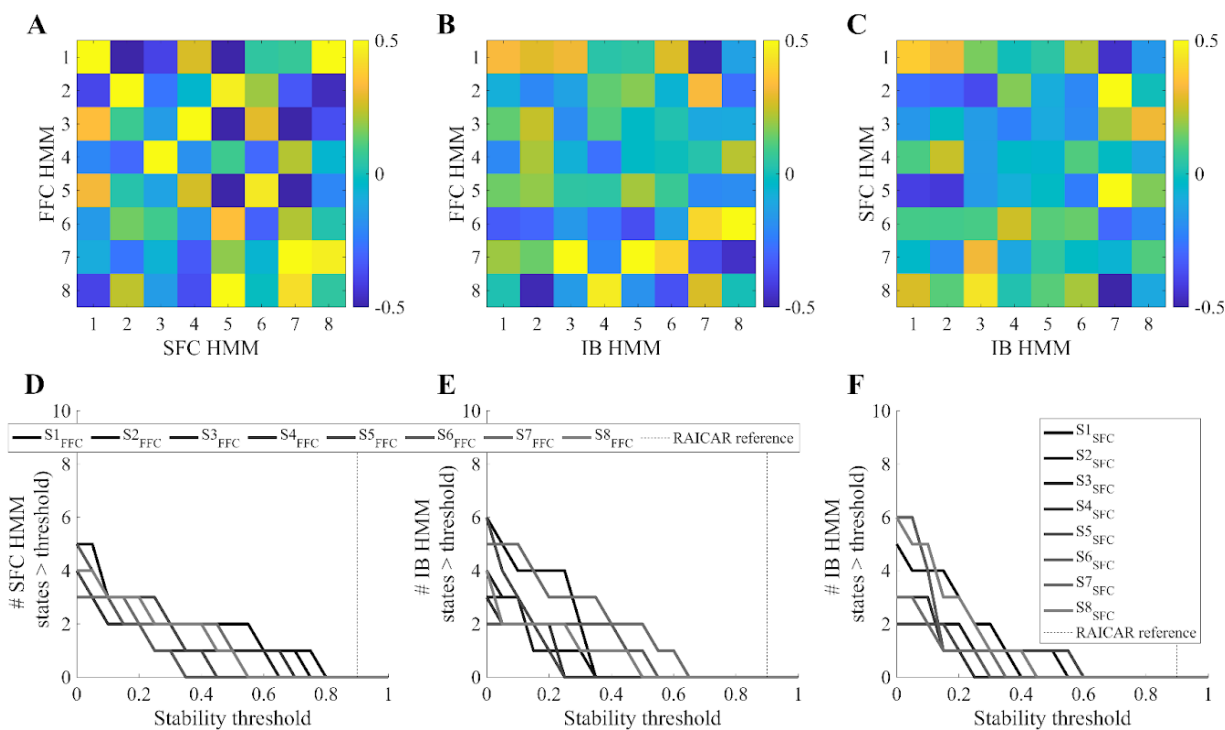 A
B
C
1
2
3
4
5
6
7
8
FFC HMM
1 2 3 4 5 6 7 8
SFC HMM
0.5
0
-0.5
1
2
3
4
5
6
7
8
FFC HMM
1 2 3 4 5 6 7 8
IB HMM
0.5
0
-0.5
1
2
3
4
5
6
7
8
SFC HMM
1 2 3 4 5 6 7 8
IB HMM
0.5
0
-0.5
D
E
F
S1FFC S2FFC S3FFC S4FFC S5FFC S6FFC S7FFC S8FFC RAICAR reference
10
8
6
4
2
0
# SFC HMM
states > threshold)
0 0.2 0.4 0.6 0.8 1
Stability threshold
10
8
6
4
2
0
# IB HMM
states > threshold)
0 0.2 0.4 0.6 0.8 1
Stability threshold
10
8
6
4
2
0
# IB HMM
states > threshold)
0 0.2 0.4 0.6 0.8 1
Stability threshold
S1SFC
S2SFC
S3SFC
S4SFC
S5SFC
S6SFC
S7SFC
S8SFC
RAICAR reference